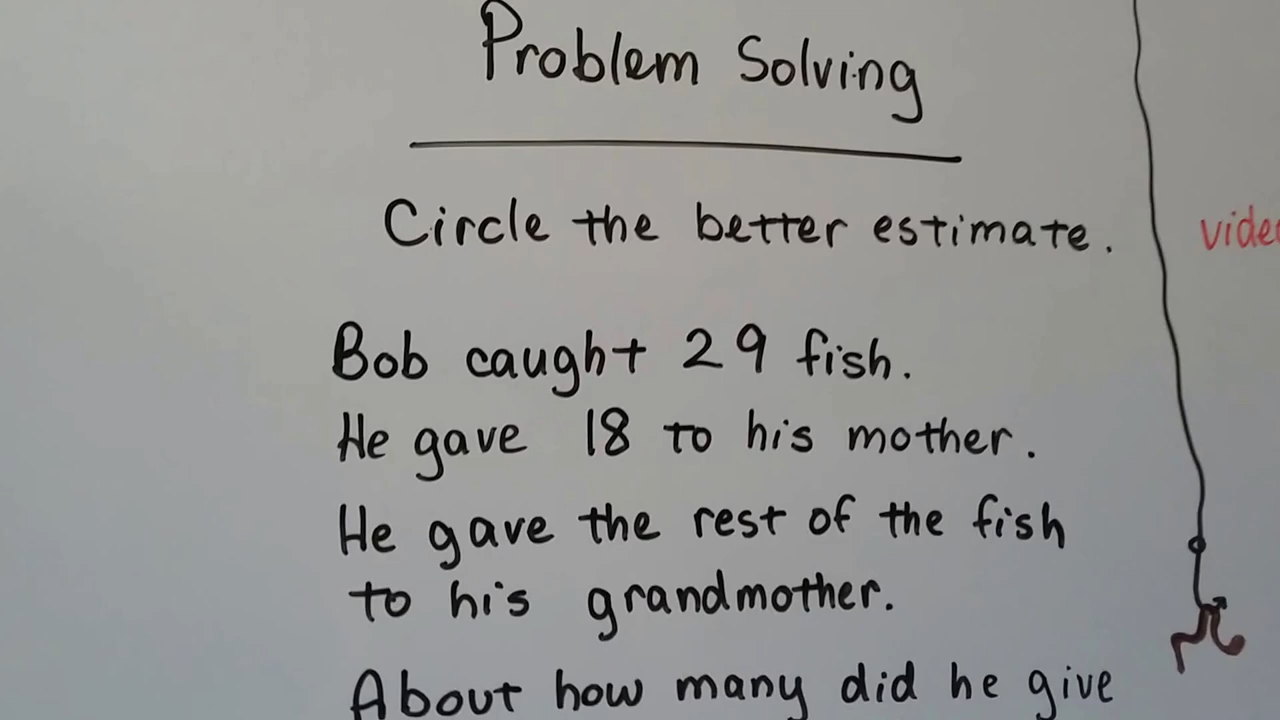 Problem Solving
Circle the better estimate.
Bob caught 29 fish.
He gave 18 to his mother.
He gave the rest of the fish
to his grandmother.
About how many did he give